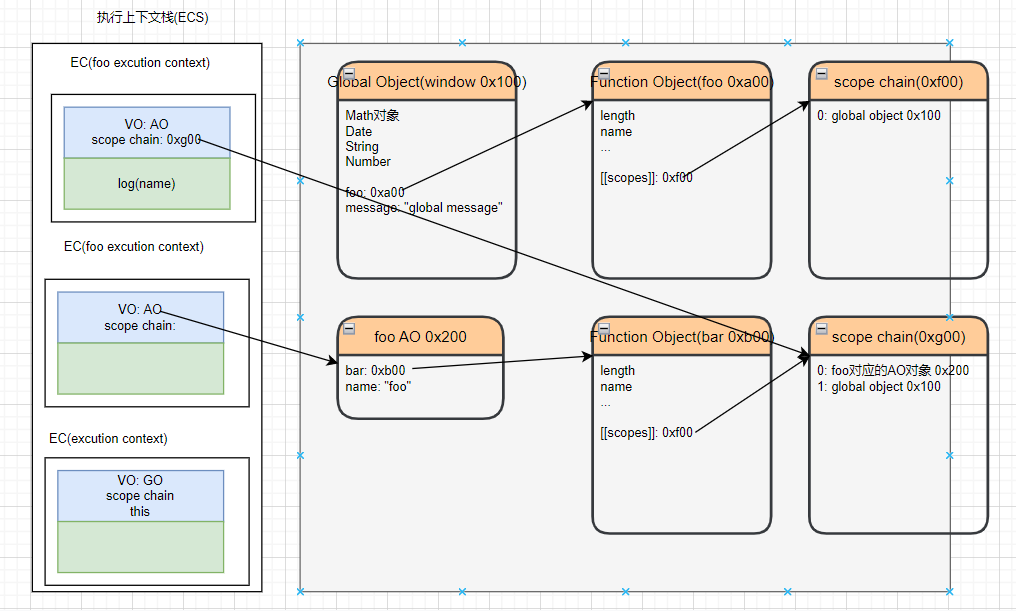 执行上下文栈(ECS)
EC(foo excution context)
VO: AO
scope chain: 0xg00
log(name)
EC(foo excution context)
VO: AO
scope chain:
EC(excution context)
VO: GO
scope chain
this
Global Object(window 0x100)
Math对象
Date
String
Number
foo: 0xa00
message: "global message"
Function Object(foo 0xa00)
length
name
...
[[scopes]]: 0xf00
scope chain(0xf00)
0: global object 0x100
foo AO 0x200
bar: 0xb00
name: "foo"
Function Object(bar 0xb00)
length
name
...
[[scopes]]: 0xf00
scope chain(0xg00)
0: foo对应的AO对象 0x200
1: global object 0x100